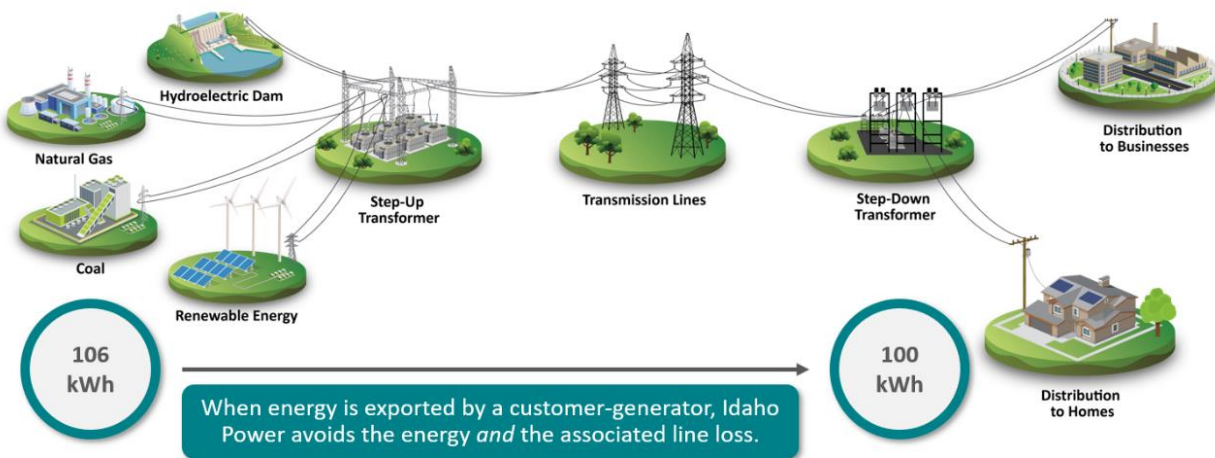 Hydroelectric Dam
Natural Gas
Coal
Renewable Energy
Step-Up
Transformer
Transmission Lines
Step-Down
Transformer
Distribution
to Businesses
Distribution
to Homes
106
kWh
When energy is exported by a customer-generator, Idaho
Power avoids the energy and the associated line loss.
100
kWh